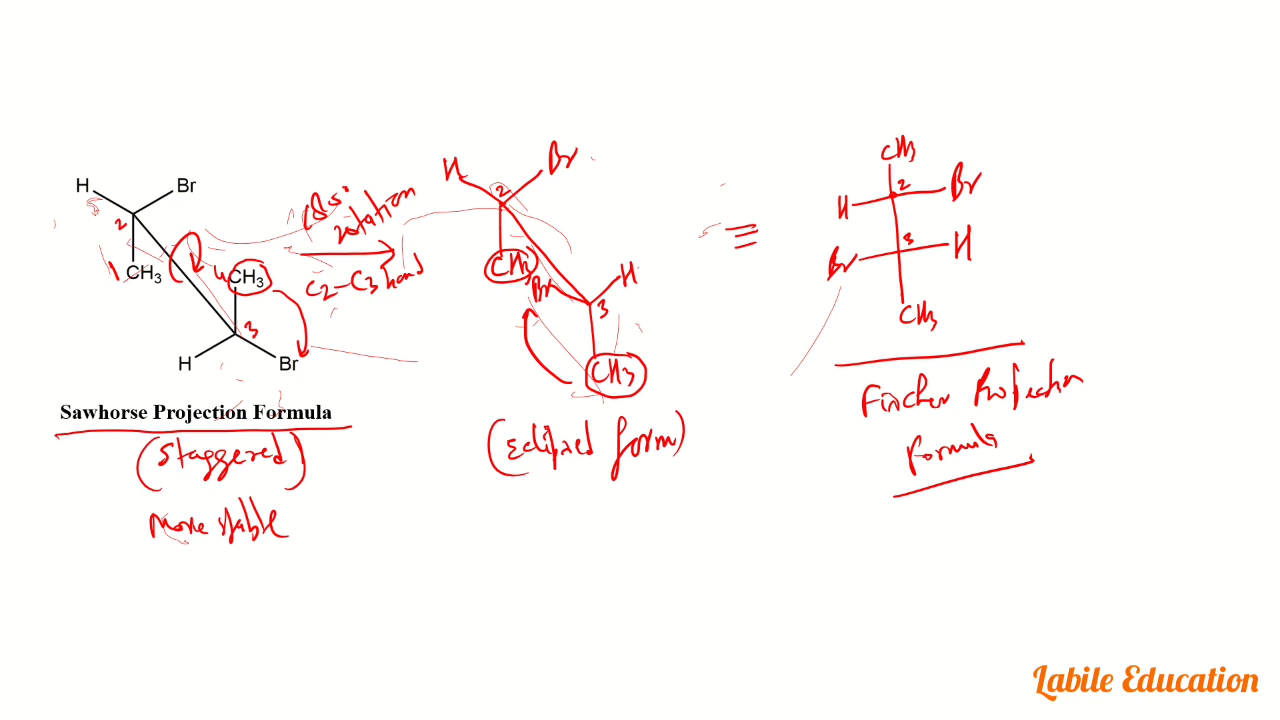 H
Br
2
1
CH3
4
CH3
3
H
Br
Sawhorse Projection Formula
(Staggered)
More stable
180°
rotation
C2-C3 bond
H
Br
2
CH3
Br
H
3
CH3
(Eclipsed form)
≡
CH3
2
H
Br
3
Br
H
CH3
Fischer Projection
Formula
Labile Education